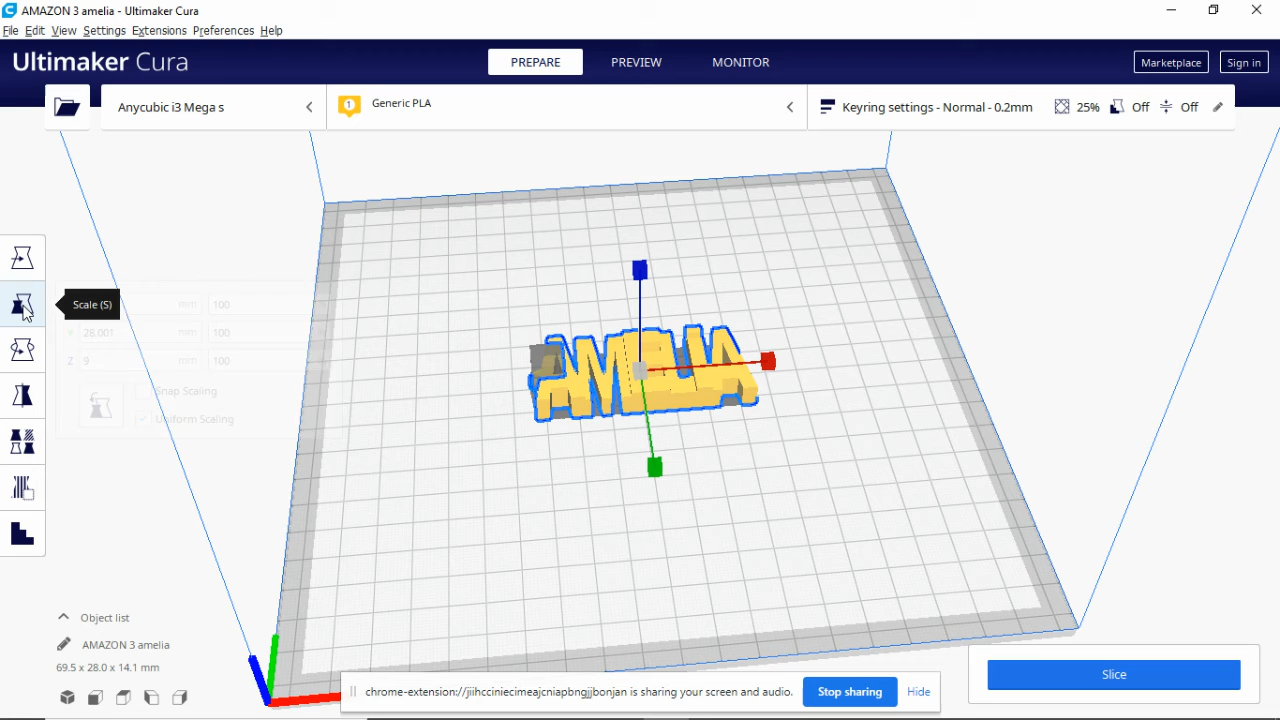 AMAZON 3 amelia - Ultimaker Cura
File Edit View Settings Extensions Preferences Help
Ultimaker Cura
PREPARE
PREVIEW
MONITOR
Marketplace
Sign in
Anycubic i3 Mega s
1
Generic PLA
Keyring settings - Normal - 0.2mm
25%
Off
Off
AMELIA
Scale (S)
mm 100
X 28.001 mm 100
Z 9 mm 100
Snap Scaling
Uniform Scaling
Object list
AMAZON 3 amelia
69.5 x 28.0 x 14.1 mm
chrome-extension://jiihcciniecimeajcniapbngjjbonjan is sharing your screen and audio.
Stop sharing
Hide
Slice